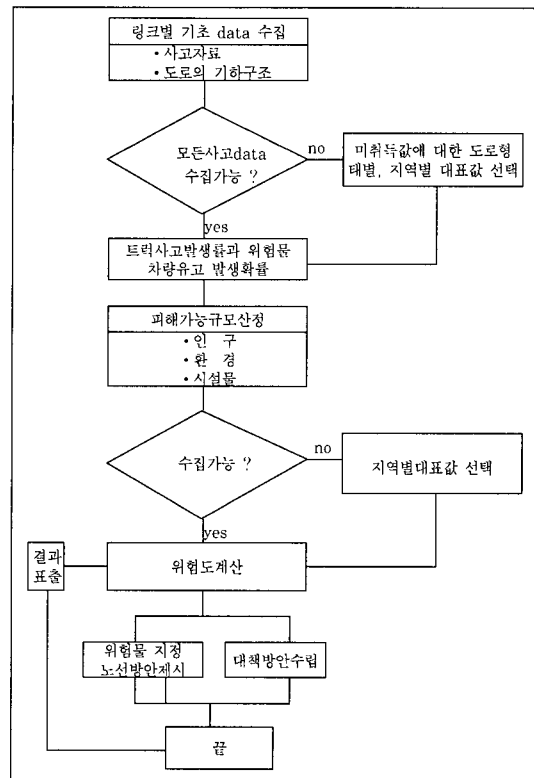 링크별 기초 data 수집
• 사고자료
• 도로의 기하구조
모든사고data
수집가능 ?
no
미취득값에 대한 도로형
태별, 지역별 대표값 선택
yes
트럭사고발생률과 위험물
차량유고 발생확률
피해가능규모산정
• 인 구
• 환 경
• 시설물
수집가능 ?
no
지역별대표값 선택
yes
결과
표출
위험도계산
위험물 지정
노선방안제시
대책방안수립
끝